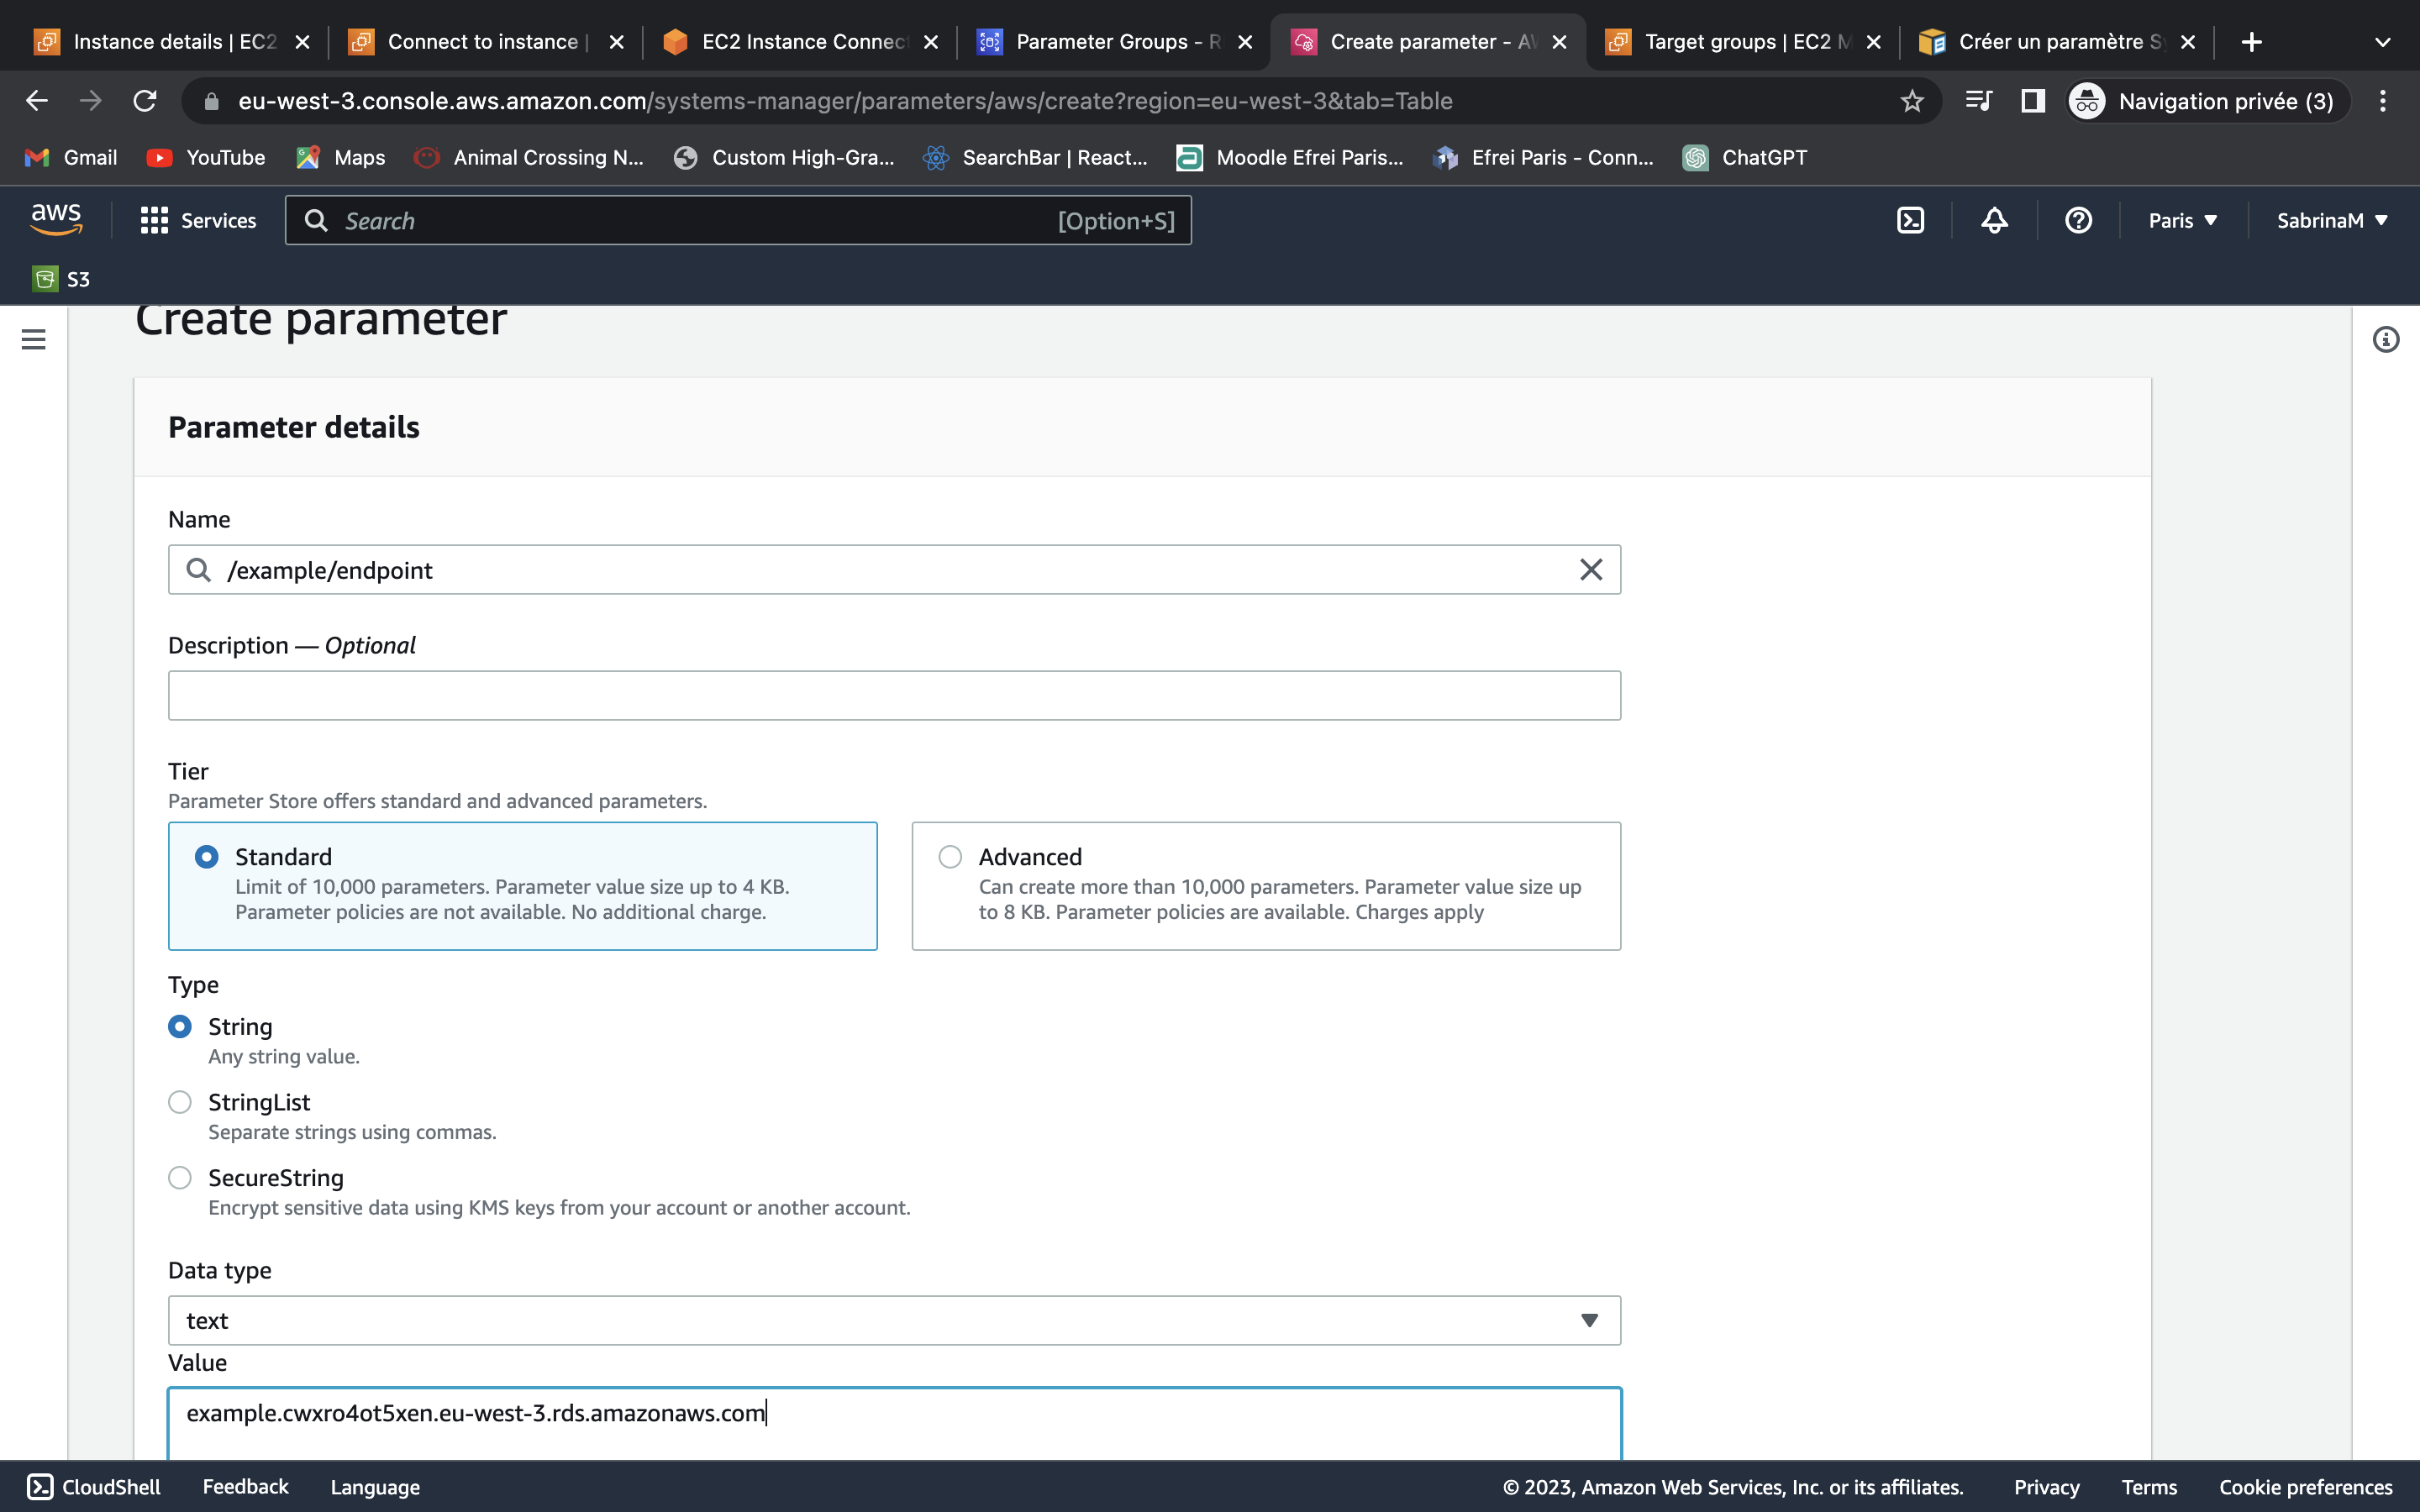 Instance details | EC2
Connect to instance |
EC2 Instance Connec
Parameter Groups - R
Create parameter - AW
Target groups | EC2 M
Créer un paramètre Sy
eu-west-3.console.aws.amazon.com/systems-manager/parameters/aws/create?region=eu-west-3&tab=Table
Navigation privée (3)
Gmail
YouTube
Maps
Animal Crossing N...
Custom High-Gra...
SearchBar | React...
Moodle Efrei Paris...
Efrei Paris - Conn...
ChatGPT
aws
Services
Search
[Option+S]
Paris
SabrinaM
S3
Create parameter
Parameter details
Name
/example/endpoint
Description — Optional
Tier
Parameter Store offers standard and advanced parameters.
Standard
Limit of 10,000 parameters. Parameter value size up to 4 KB.
Parameter policies are not available. No additional charge.
Advanced
Can create more than 10,000 parameters. Parameter value size up
to 8 KB. Parameter policies are available. Charges apply
Type
String
Any string value.
StringList
Separate strings using commas.
SecureString
Encrypt sensitive data using KMS keys from your account or another account.
Data type
text
Value
example.cwxro4ot5xen.eu-west-3.rds.amazonaws.com
CloudShell
Feedback
Language
© 2023, Amazon Web Services, Inc. or its affiliates.
Privacy
Terms
Cookie preferences